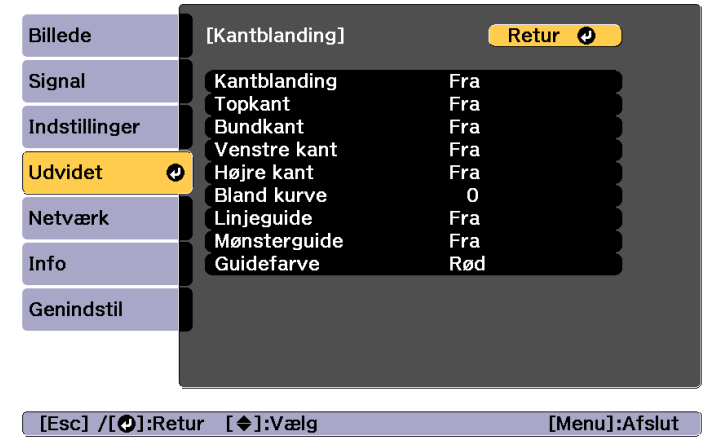 Billede
Signal
Indstillinger
Udvidet
Netværk
Info
Genindstil
[Kantblanding] Retur
Kantblanding Fra
Topkant Fra
Bundkant Fra
Venstre kant Fra
Højre kant Fra
Bland kurve 0
Linjeguide Fra
Mønsterguide Fra
Guidefarve Rød
[Esc] /[⏎]:Retur [◆]:Vælg [Menu]:Afslut